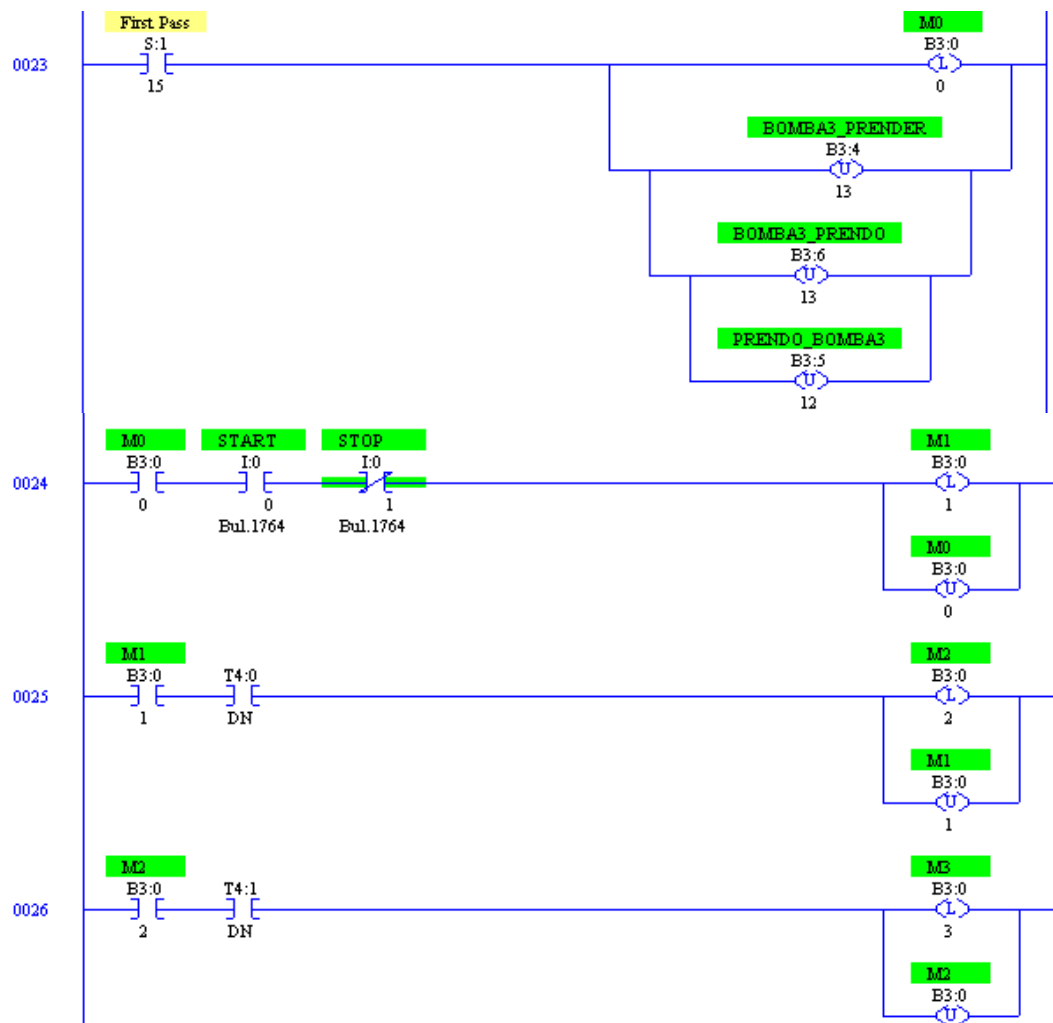 First Pass
M0
S:1
B3:0
0023
L
15
0
BOMBA3_PRENDER
B3:4
U
13
BOMBA3_PRENDO
B3:6
U
13
PRENDO_BOMBA3
B3:5
U
12
M0 START STOP M1
B3:0 I:0 I:0 B3:0
0024
L
0 0 1 1
Bul.1764 Bul.1764
M0
B3:0
U
0
M1 M2
B3:0 T4:0 B3:0
0025
L
1 DN 2
M1
B3:0
U
1
M2 M3
B3:0 T4:1 B3:0
0026
L
2 DN 3
M2
B3:0
U